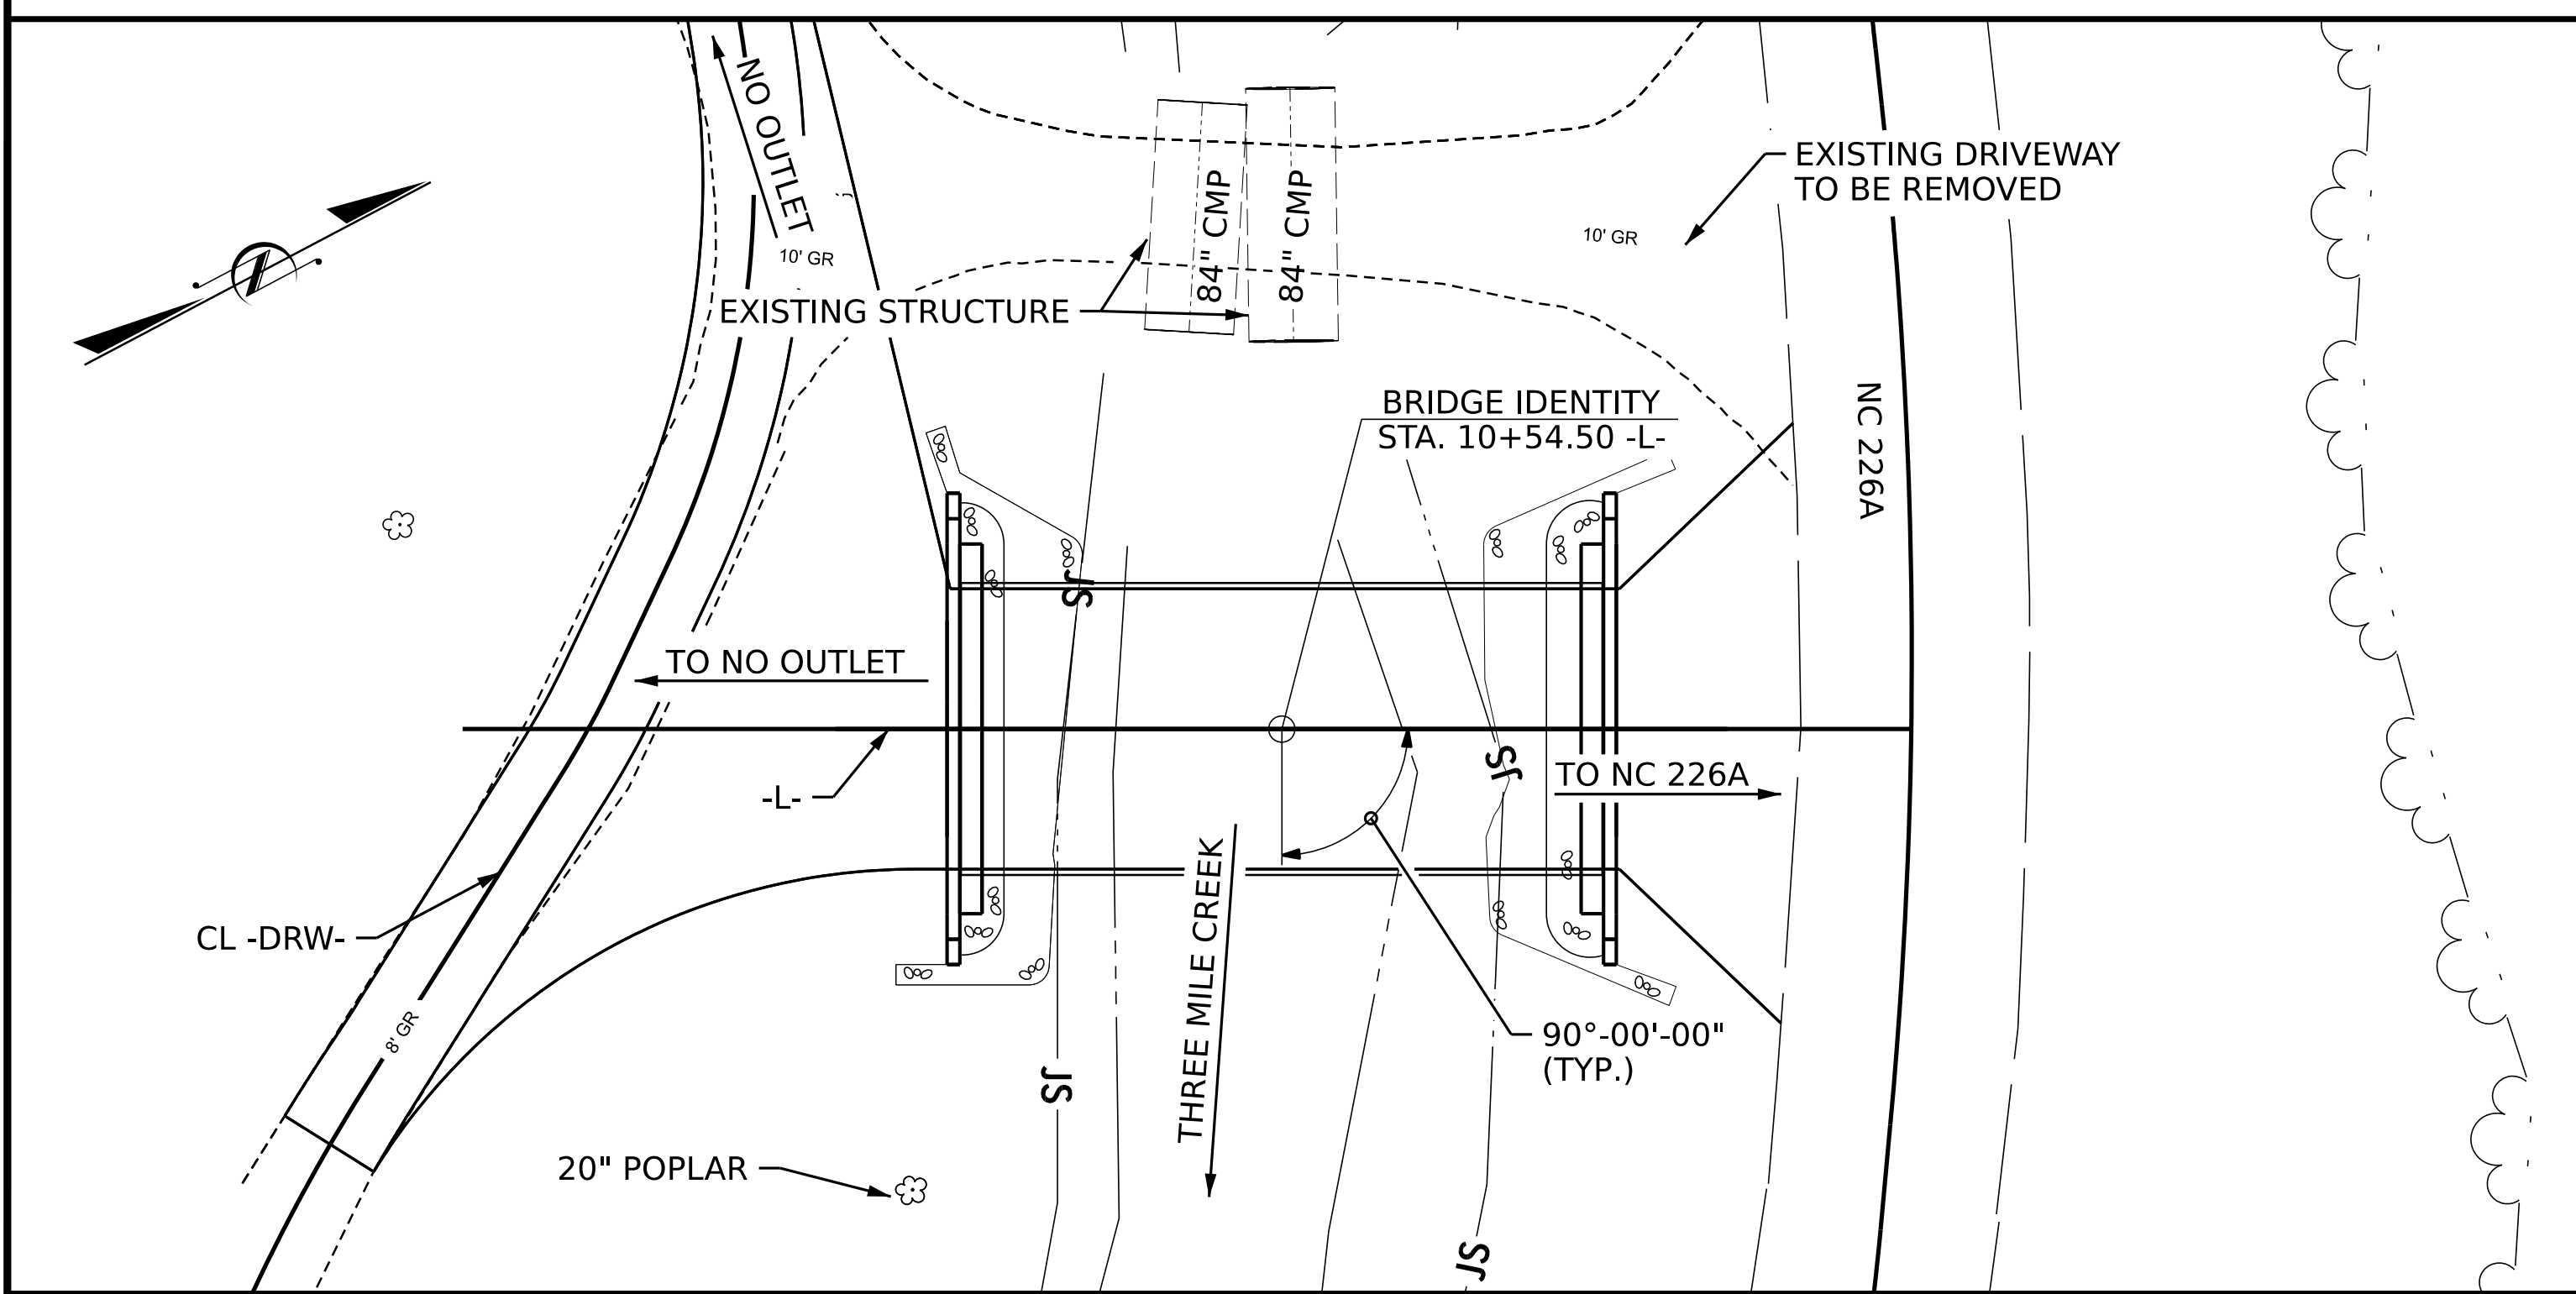 NO OUTLET
10' GR
EXISTING STRUCTURE
84" CMP
84" CMP
10' GR
EXISTING DRIVEWAY
TO BE REMOVED
N
BRIDGE IDENTITY
STA. 10+54.50 -L-
NC 226A
JS
TO NO OUTLET
-L-
JS
TO NC 226A
CL -DRW-
8' GR
THREE MILE CREEK
90°-00'-00"
(TYP.)
JS
20" POPLAR
JS